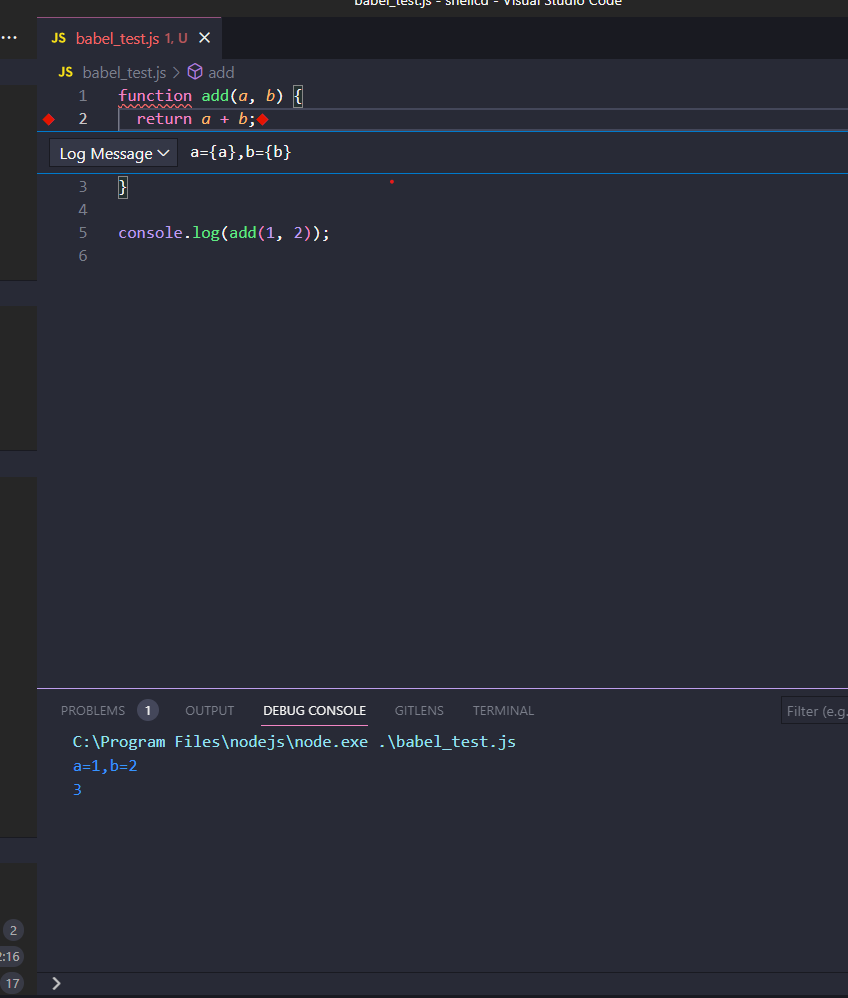 babel_test.js - shellcd - Visual Studio Code
JS babel_test.js 1, U
JS babel_test.js > add
1 function add(a, b) {
2 return a + b;
Log Message a={a},b={b}
3 }
4
5 console.log(add(1, 2));
6
PROBLEMS 1 OUTPUT DEBUG CONSOLE GITLENS TERMINAL Filter (e.g.
C:\Program Files\nodejs\node.exe .\babel_test.js
a=1,b=2
3
2
2:16
17
>